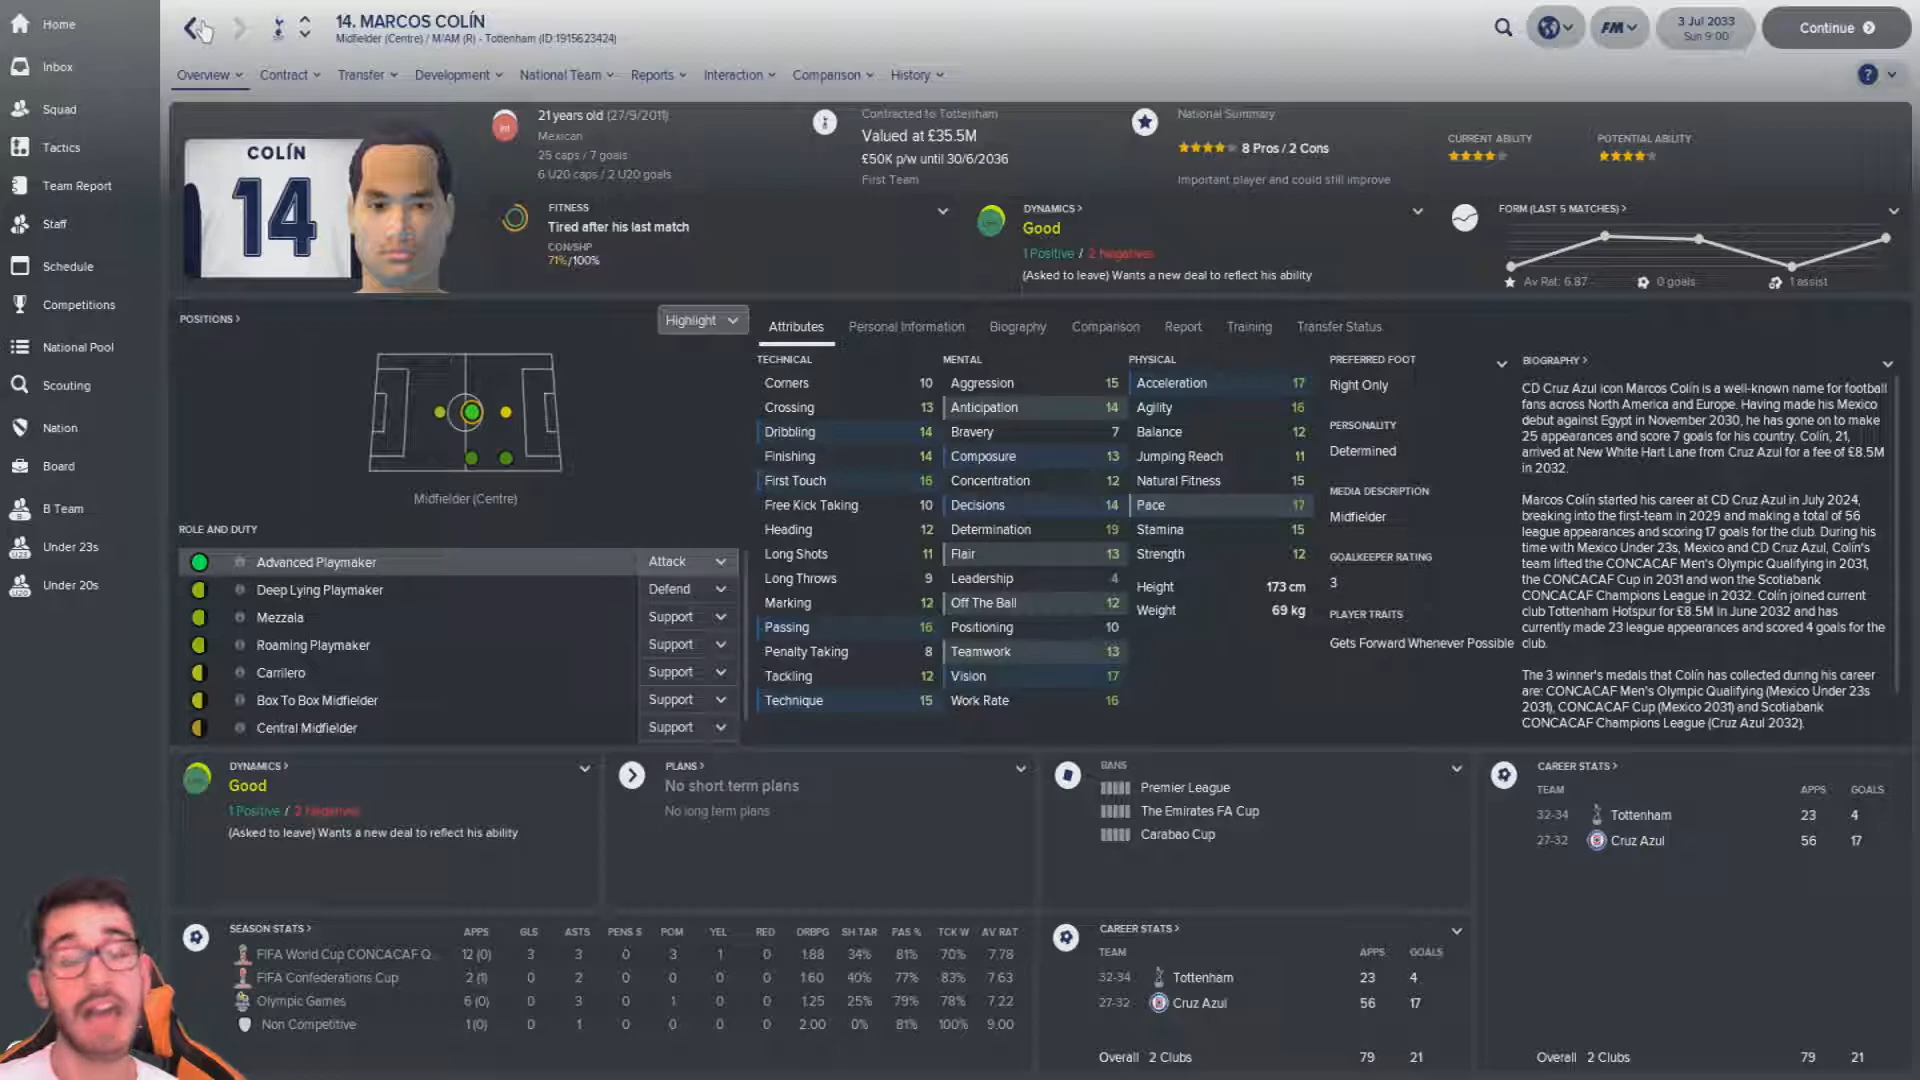 Home
Inbox
Squad
Tactics
Team Report
Staff
Schedule
Competitions
National Pool
Scouting
Nation
Board
B Team
Under 23s
Under 20s
14. MARCOS COLÍN
Midfielder (Centre) / M/AM (R) - Tottenham (ID:1915623424)
FM
3 Jul 2033
Sun 9:00
Continue
Overview
Contract
Transfer
Development
National Team
Reports
Interaction
Comparison
History
?
COLÍN
14
21 years old (27/9/2011)
Mexican
25 caps / 7 goals
6 U20 caps / 2 U20 goals
Contracted to Tottenham
Valued at £35.5M
£50K p/w until 30/6/2036
First Team
National Summary
8 Pros / 2 Cons
Important player and could still improve
CURRENT ABILITY
POTENTIAL ABILITY
FITNESS
Tired after his last match
CON/SHP
71%/100%
DYNAMICS >
Good
1 Positive / 2 Negatives
(Asked to leave) Wants a new deal to reflect his ability
FORM (LAST 5 MATCHES) >
Av Rat: 6.87
0 goals
1 assist
POSITIONS >
Highlight
Midfielder (Centre)
ROLE AND DUTY
Advanced Playmaker Attack
Deep Lying Playmaker Defend
Mezzala Support
Roaming Playmaker Support
Carrilero Support
Box To Box Midfielder Support
Central Midfielder Support
Attributes
Personal Information
Biography
Comparison
Report
Training
Transfer Status
TECHNICAL
Corners 10
Crossing 13
Dribbling 14
Finishing 14
First Touch 16
Free Kick Taking 10
Heading 12
Long Shots 11
Long Throws 9
Marking 12
Passing 16
Penalty Taking 8
Tackling 12
Technique 15
MENTAL
Aggression 15
Anticipation 14
Bravery 7
Composure 13
Concentration 12
Decisions 14
Determination 19
Flair 13
Leadership 4
Off The Ball 12
Positioning 10
Teamwork 13
Vision 17
Work Rate 16
PHYSICAL
Acceleration 17
Agility 16
Balance 12
Jumping Reach 11
Natural Fitness 15
Pace 17
Stamina 15
Strength 12
Height 173 cm
Weight 69 kg
PREFERRED FOOT
Right Only
PERSONALITY
Determined
MEDIA DESCRIPTION
Midfielder
GOALKEEPER RATING
3
PLAYER TRAITS
Gets Forward Whenever Possible
BIOGRAPHY >
CD Cruz Azul icon Marcos Colín is a well-known name for football
fans across North America and Europe. Having made his Mexico
debut against Egypt in November 2030, he has gone on to make
25 appearances and score 7 goals for his country. Colín, 21,
arrived at New White Hart Lane from Cruz Azul for a fee of £8.5M
in 2032.
Marcos Colín started his career at CD Cruz Azul in July 2024,
breaking into the first-team in 2029 and making a total of 56
league appearances and scoring 17 goals for the club. During his
time with Mexico Under 23s, Mexico and CD Cruz Azul, Colín's
team lifted the CONCACAF Men's Olympic Qualifying in 2031,
the CONCACAF Cup in 2031 and won the Scotiabank
CONCACAF Champions League in 2032. Colín joined current
club Tottenham Hotspur for £8.5M in June 2032 and has
currently made 23 league appearances and scored 4 goals for the
club.
The 3 winner's medals that Colín has collected during his career
are: CONCACAF Men's Olympic Qualifying (Mexico Under 23s
2031), CONCACAF Cup (Mexico 2031) and Scotiabank
CONCACAF Champions League (Cruz Azul 2032).
DYNAMICS >
Good
1 Positive / 2 Negatives
(Asked to leave) Wants a new deal to reflect his ability
PLANS >
No short term plans
No long term plans
BANS
Premier League
The Emirates FA Cup
Carabao Cup
CAREER STATS >
TEAM APPS GOALS
32-34 Tottenham 23 4
27-32 Cruz Azul 56 17
Overall 2 Clubs 79 21
SEASON STATS > APPS GLS ASTS PENS S POM YEL RED DRBPG SH TAR PAS % TCK W AV RAT
FIFA World Cup CONCACAF Q... 12 (0) 3 3 0 3 1 0 1.88 34% 81% 70% 7.78
FIFA Confederations Cup 2 (1) 0 2 0 0 0 0 1.60 40% 77% 83% 7.63
Olympic Games 6 (0) 0 3 0 1 0 0 1.25 25% 79% 78% 7.22
Non Competitive 1 (0) 0 1 0 0 0 0 2.00 0% 81% 100% 9.00
CAREER STATS >
TEAM APPS GOALS
32-34 Tottenham 23 4
27-32 Cruz Azul 56 17
Overall 2 Clubs 79 21